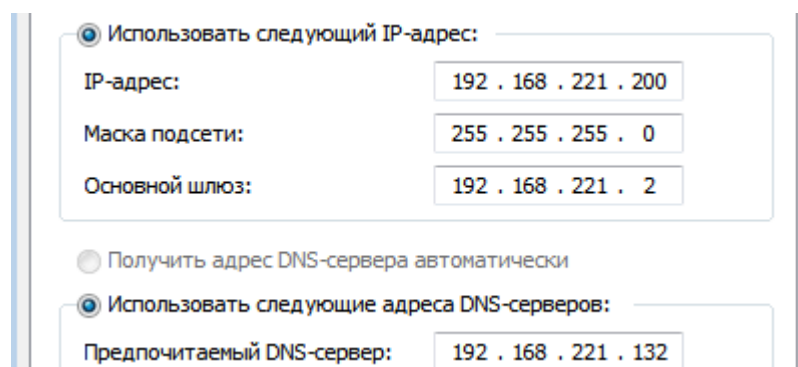 Использовать следующий IP-адрес:
IP-адрес: 192 . 168 . 221 . 200
Маска подсети: 255 . 255 . 255 . 0
Основной шлюз: 192 . 168 . 221 . 2
Получить адрес DNS-сервера автоматически
Использовать следующие адреса DNS-серверов:
Предпочитаемый DNS-сервер: 192 . 168 . 221 . 132